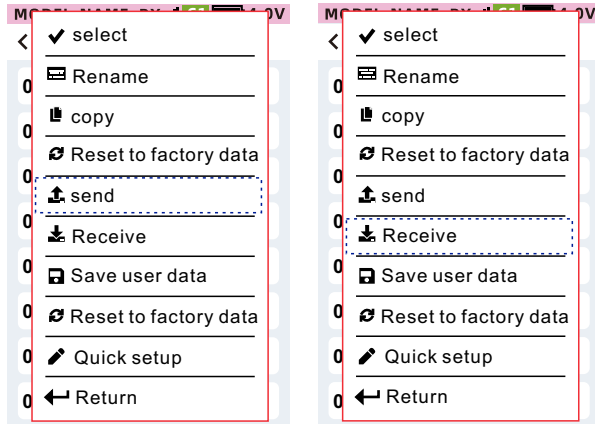 select
Rename
copy
Reset to factory data
send
Receive
Save user data
Reset to factory data
Quick setup
Return
select
Rename
copy
Reset to factory data
send
Receive
Save user data
Reset to factory data
Quick setup
Return